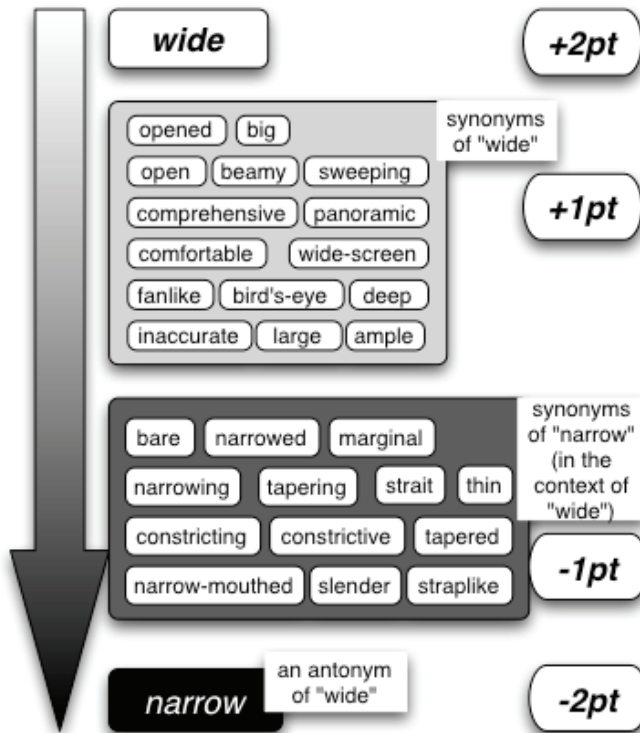 wide
+2pt
synonyms
of "wide"
opened big
open beamy sweeping
comprehensive panoramic
comfortable wide-screen
fanlike bird's-eye deep
inaccurate large ample
+1pt
synonyms
of "narrow"
(in the
context of
"wide")
bare narrowed marginal
narrowing tapering strait thin
constricting constrictive tapered
narrow-mouthed slender straplike
-1pt
an antonym
of "wide"
narrow
-2pt